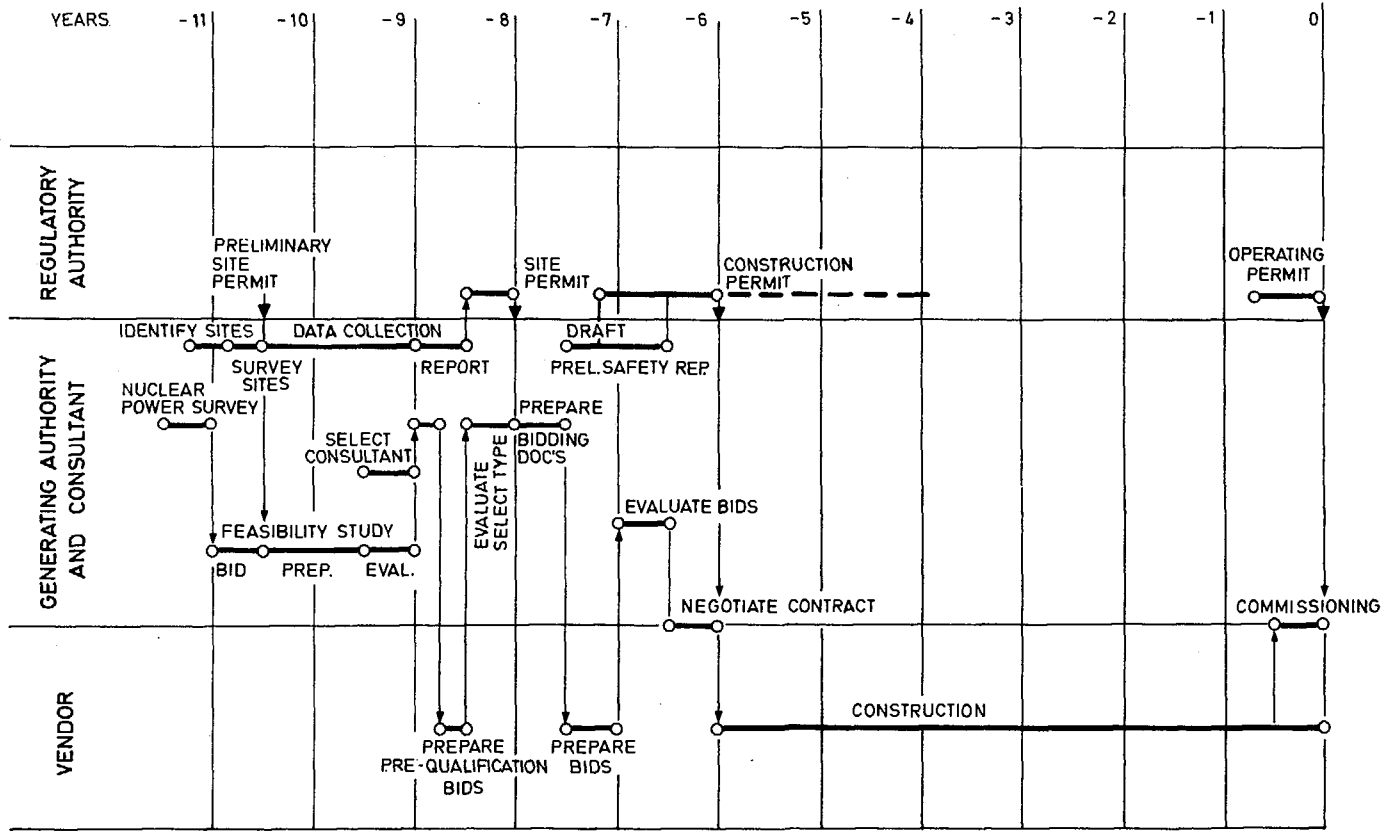 YEARS. -11 -10 -9 -8 -7 -6 -5 -4 -3 -2 -1 0
REGULATORY
AUTHORITY
PRELIMINARY
SITE
PERMIT
SITE
PERMIT
CONSTRUCTION
PERMIT
OPERATING
PERMIT
GENERATING AUTHORITY
AND CONSULTANT
IDENTIFY SITES
DATA COLLECTION
DRAFT
SURVEY
SITES
REPORT
PREL. SAFETY REP.
NUCLEAR
POWER SURVEY
PREPARE
BIDDING
DOC'S
SELECT
CONSULTANT
EVALUATE
SELECT TYPE
EVALUATE BIDS
FEASIBILITY STUDY
BID PREP. EVAL.
NEGOTIATE CONTRACT
COMMISSIONING
VENDOR
CONSTRUCTION
PREPARE
PRE-QUALIFICATION
BIDS
PREPARE
BIDS